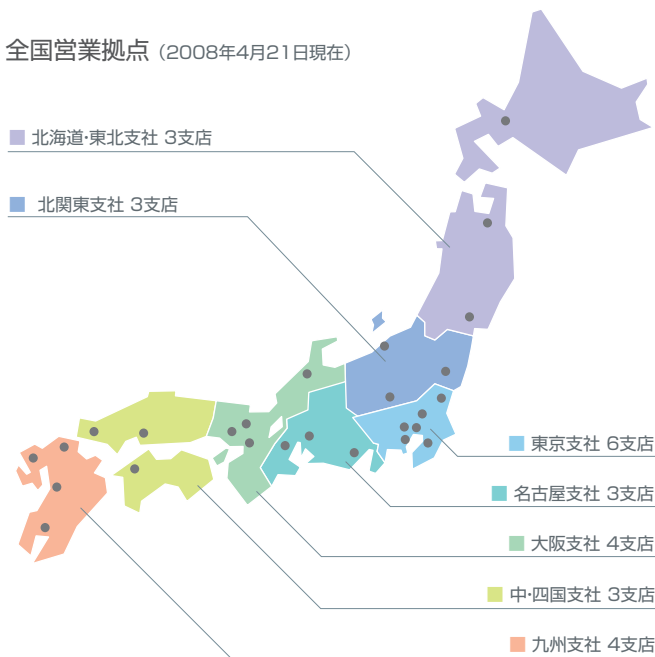 全国営業拠点（2008年4月21日現在）
北海道・東北支社 3支店
北関東支社 3支店
東京支社 6支店
名古屋支社 3支店
大阪支社 4支店
中・四国支社 3支店
九州支社 4支店